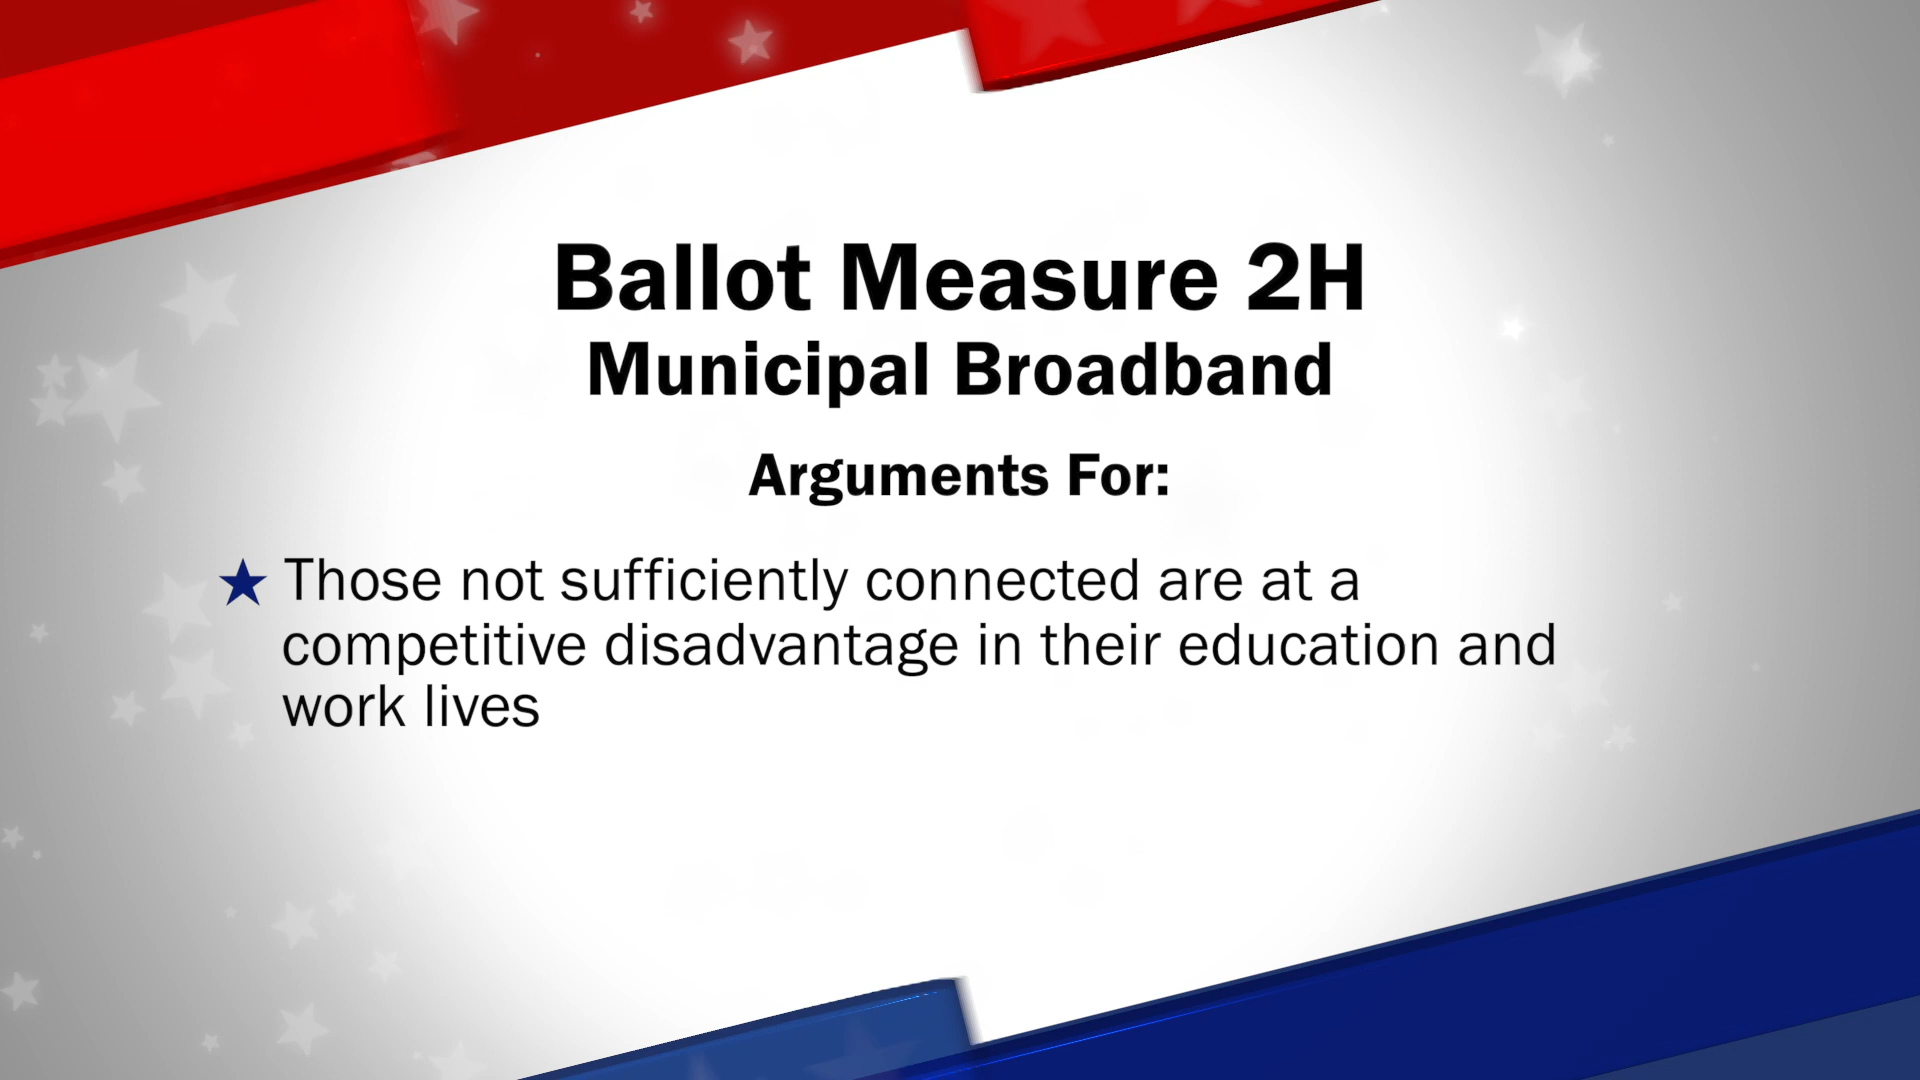 Ballot Measure 2H
Municipal Broadband
Arguments For:
Those not sufficiently connected are at a
competitive disadvantage in their education and
work lives